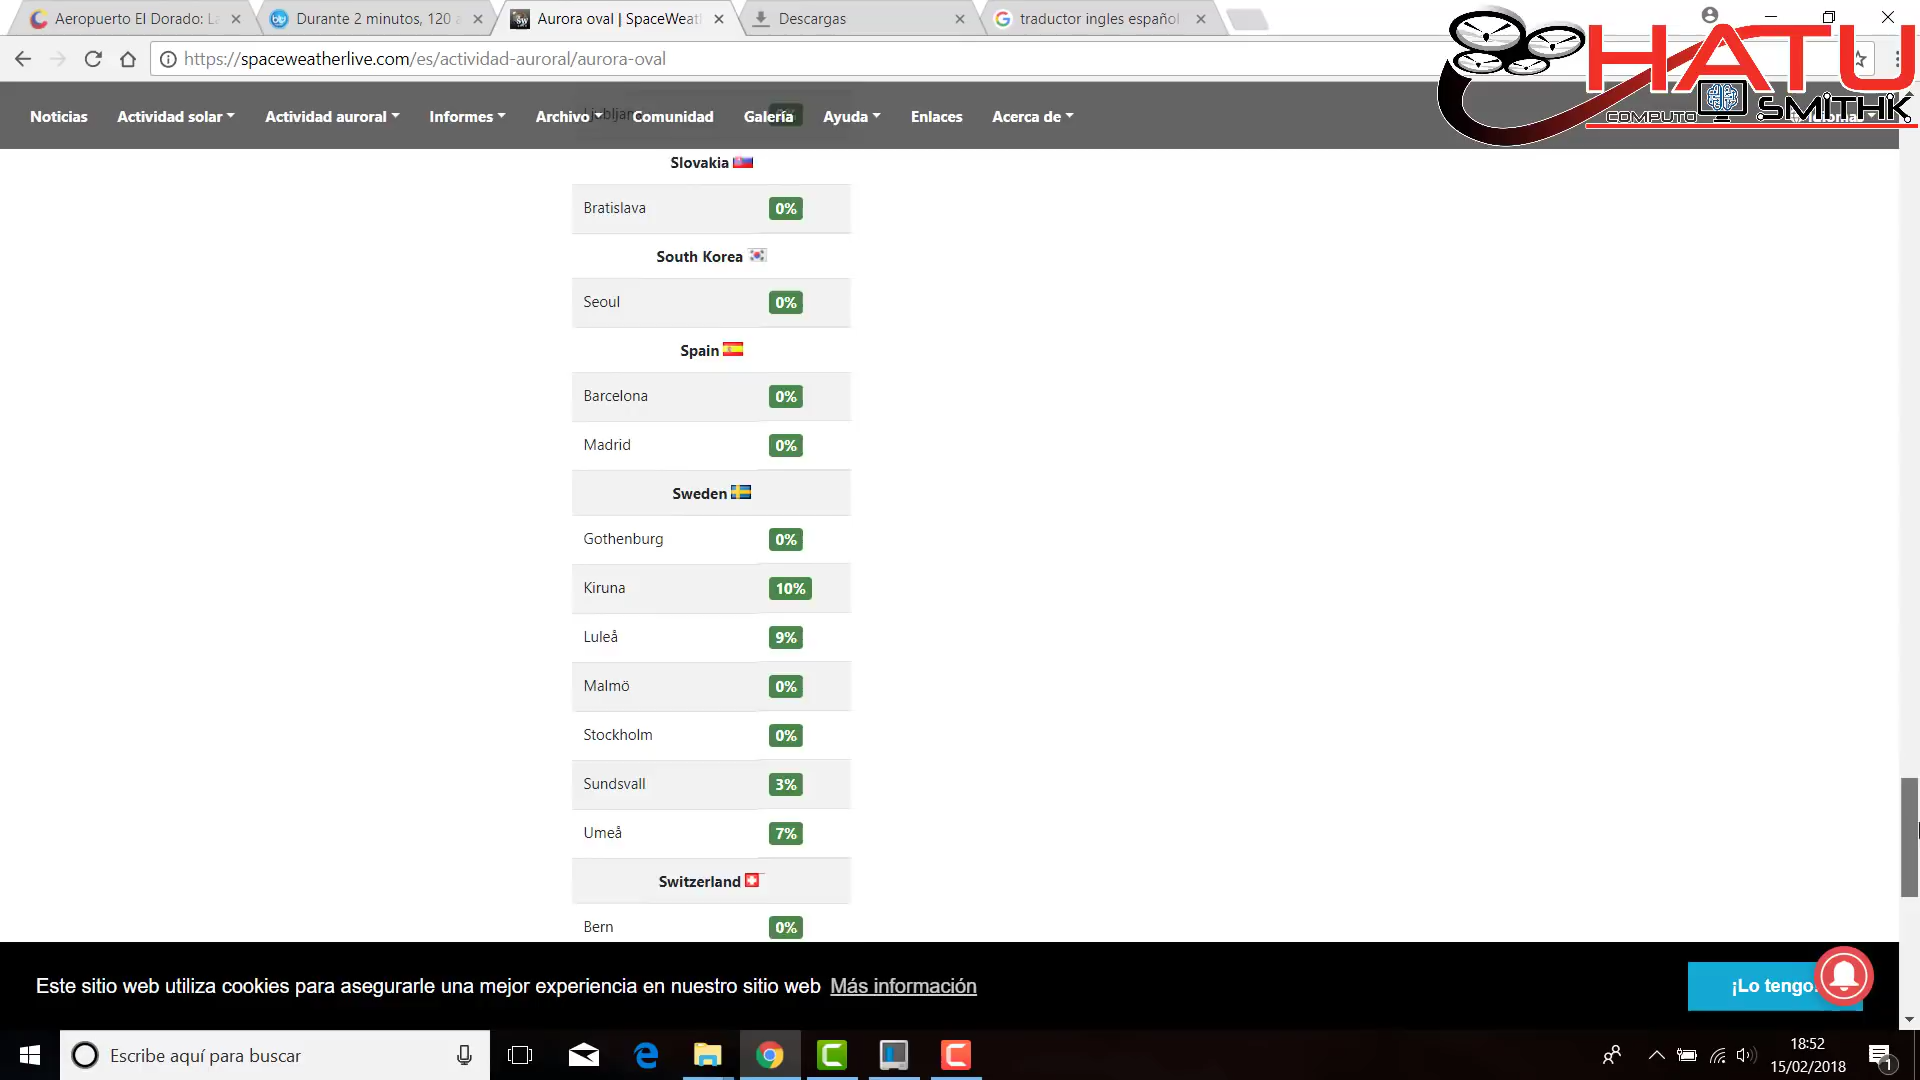 Aeropuerto El Dorado: La
Durante 2 minutos, 120 a
Aurora oval | SpaceWeath
Descargas
traductor ingles español
https://spaceweatherlive.com/es/actividad-auroral/aurora-oval
HATU
COMPUTO SMiTHK
Noticias
Actividad solar
Actividad auroral
Informes
Archivo
Comunidad
Galería
Ayuda
Enlaces
Acerca de
Ljubljana
Slovakia
Bratislava 0%
South Korea
Seoul 0%
Spain
Barcelona 0%
Madrid 0%
Sweden
Gothenburg 0%
Kiruna 10%
Luleå 9%
Malmö 0%
Stockholm 0%
Sundsvall 3%
Umeå 7%
Switzerland
Bern 0%
Este sitio web utiliza cookies para asegurarle una mejor experiencia en nuestro sitio web Más información
¡Lo tengo!
Escribe aquí para buscar
18:52
15/02/2018
1